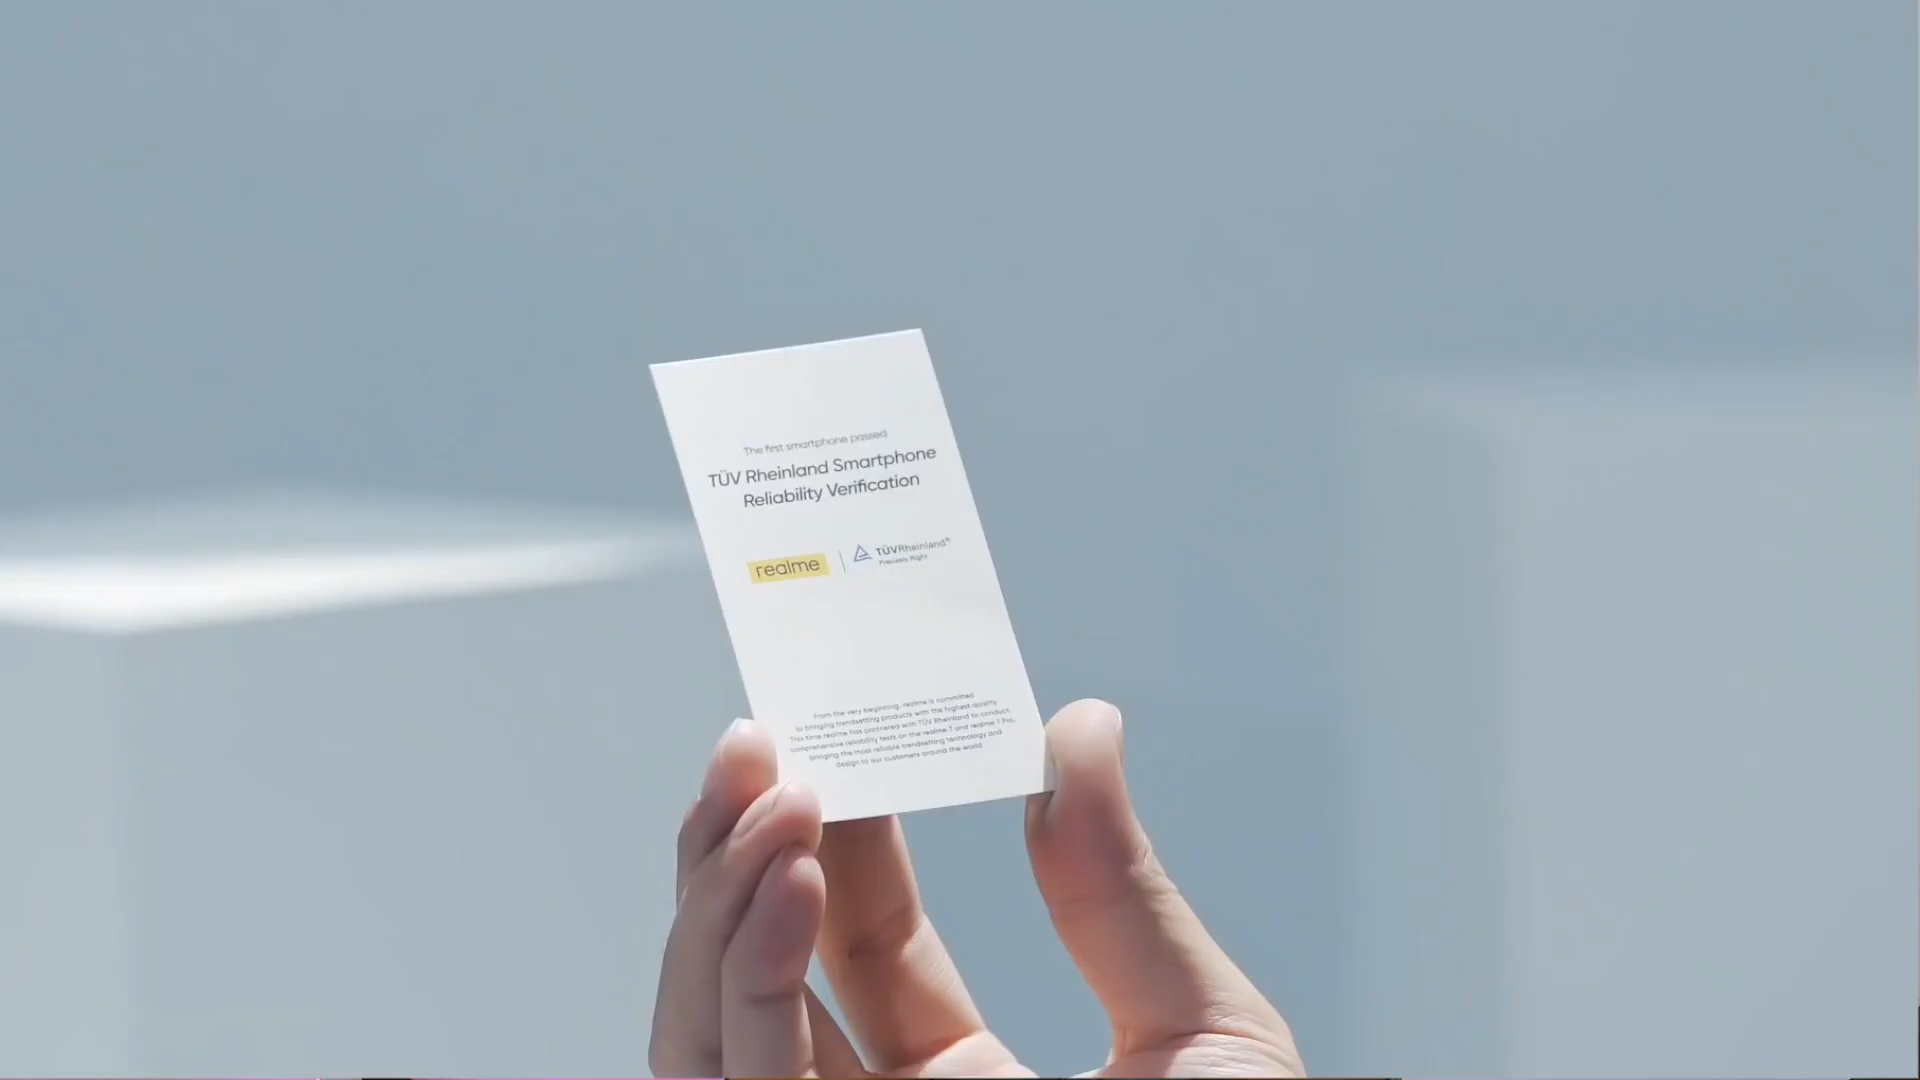 The first smartphone passed
TÜV Rheinland Smartphone
Reliability Verification
realme
TÜVRheinland®
Precisely Right.
From the very beginning, realme is committed
to bringing trendsetting products with the highest quality.
This time realme has partnered with TÜV Rheinland to conduct
comprehensive reliability tests on the realme 7 and realme 7 Pro,
bringing the most reliable trendsetting technology and
design to our customers around the world.